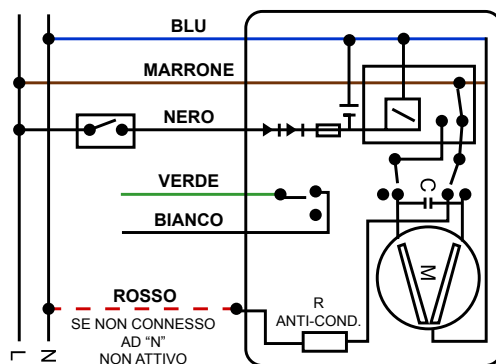 BLU
MARRONE
NERO
VERDE
BIANCO
ROSSO
SE NON CONNESSO
AD “N”
NON ATTIVO
R
ANTI-COND.
C
M
L
N